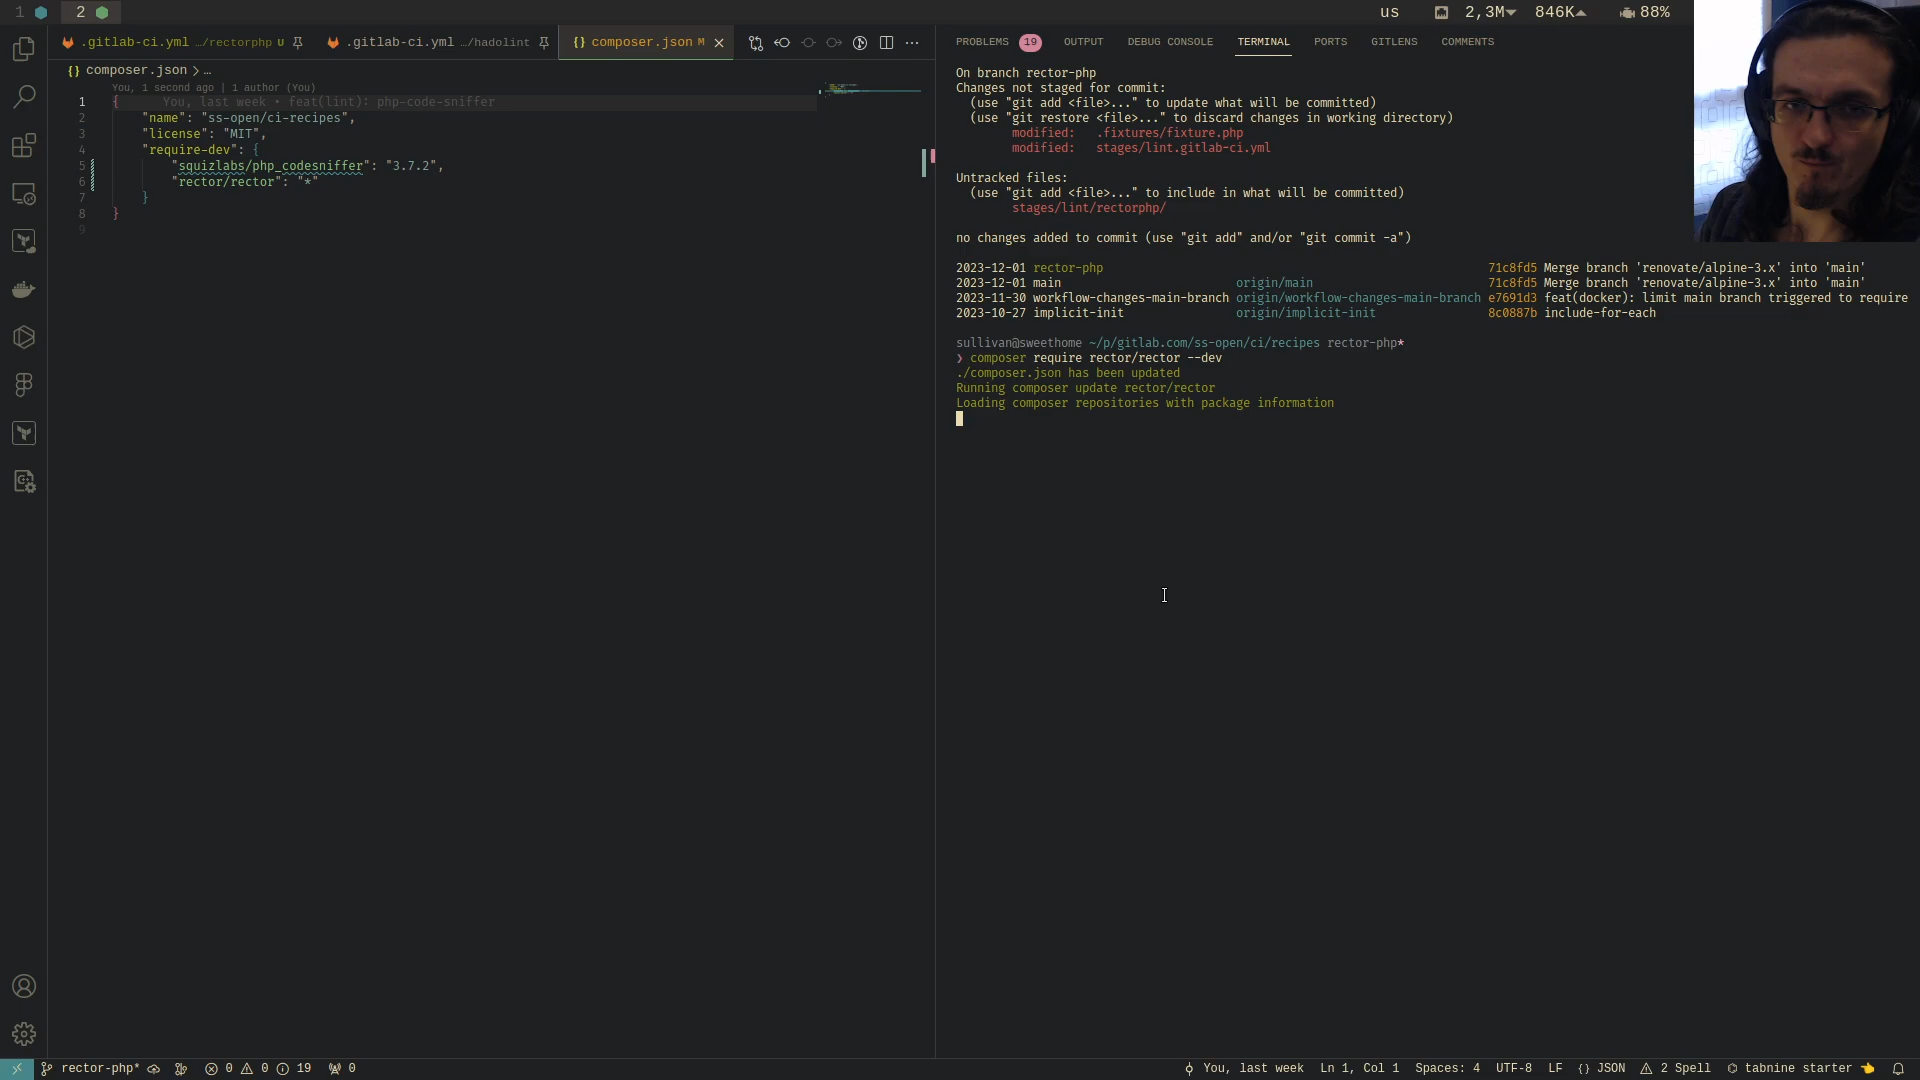 1 2 us 2,3M 846K 88%
.gitlab-ci.yml …/rectorphp U .gitlab-ci.yml …/hadolint {} composer.json M
{} composer.json > …
You, 1 second ago | 1 author (You)
1 { You, last week • feat(lint): php-code-sniffer
2 "name": "ss-open/ci-recipes",
3 "license": "MIT",
4 "require-dev": {
5 "squizlabs/php_codesniffer": "3.7.2",
6 "rector/rector": "*"
7 }
8 }
9
PROBLEMS 19 OUTPUT DEBUG CONSOLE TERMINAL PORTS GITLENS COMMENTS
On branch rector-php
Changes not staged for commit:
(use "git add <file>..." to update what will be committed)
(use "git restore <file>..." to discard changes in working directory)
modified: .fixtures/fixture.php
modified: stages/lint.gitlab-ci.yml
Untracked files:
(use "git add <file>..." to include in what will be committed)
stages/lint/rectorphp/
no changes added to commit (use "git add" and/or "git commit -a")
2023-12-01 rector-php 71c8fd5 Merge branch 'renovate/alpine-3.x' into 'main'
2023-12-01 main origin/main 71c8fd5 Merge branch 'renovate/alpine-3.x' into 'main'
2023-11-30 workflow-changes-main-branch origin/workflow-changes-main-branch e7691d3 feat(docker): limit main branch triggered to require
2023-10-27 implicit-init origin/implicit-init 8c0887b include-for-each
sullivan@sweethome ~/p/gitlab.com/ss-open/ci/recipes rector-php*
❯ composer require rector/rector --dev
./composer.json has been updated
Running composer update rector/rector
Loading composer repositories with package information
rector-php* 0 0 19 0 You, last week Ln 1, Col 1 Spaces: 4 UTF-8 LF {} JSON 2 Spell tabnine starter